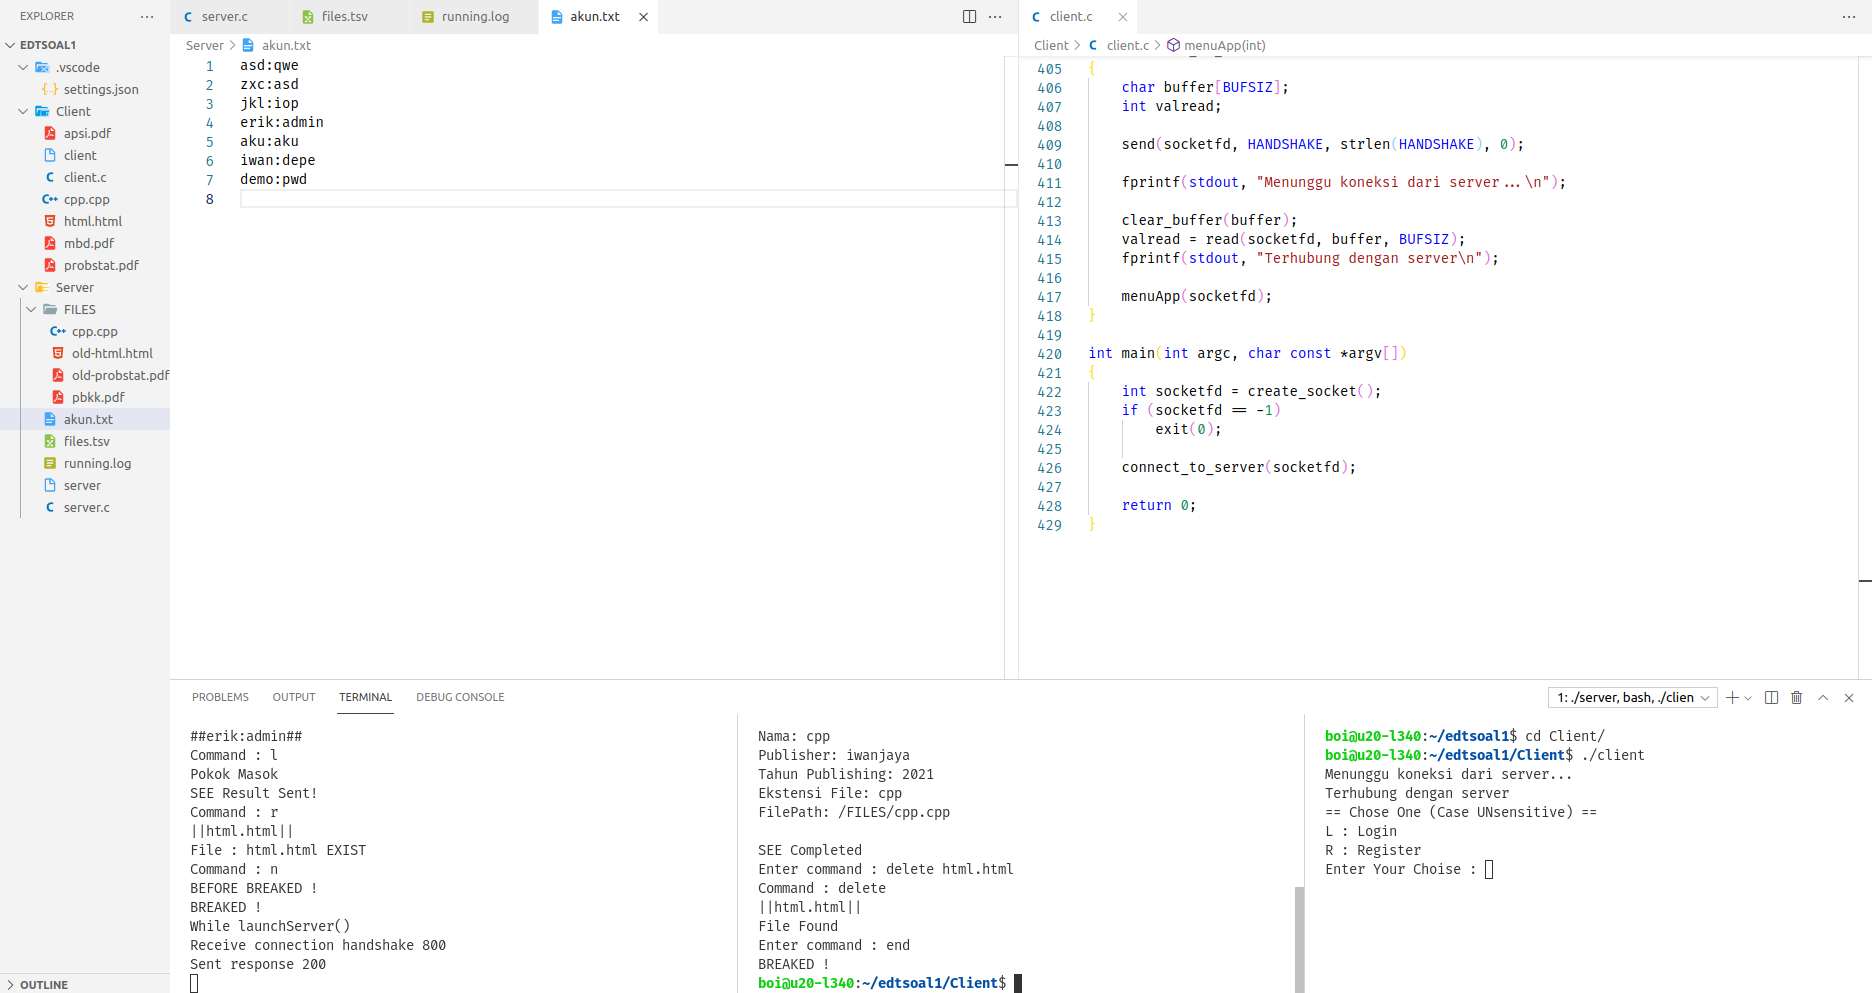 EXPLORER
EDTSOAL1
.vscode
settings.json
Client
apsi.pdf
client
client.c
cpp.cpp
html.html
mbd.pdf
probstat.pdf
Server
FILES
cpp.cpp
old-html.html
old-probstat.pdf
pbkk.pdf
akun.txt
files.tsv
running.log
server
server.c
OUTLINE
server.c files.tsv running.log akun.txt
Server > akun.txt
1 asd:qwe
2 zxc:asd
3 jkl:iop
4 erik:admin
5 aku:aku
6 iwan:depe
7 demo:pwd
8
client.c
Client > client.c > menuApp(int)
405 {
406 char buffer[BUFSIZ];
407 int valread;
408
409 send(socketfd, HANDSHAKE, strlen(HANDSHAKE), 0);
410
411 fprintf(stdout, "Menunggu koneksi dari server...\n");
412
413 clear_buffer(buffer);
414 valread = read(socketfd, buffer, BUFSIZ);
415 fprintf(stdout, "Terhubung dengan server\n");
416
417 menuApp(socketfd);
418 }
419
420 int main(int argc, char const *argv[])
421 {
422 int socketfd = create_socket();
423 if (socketfd == -1)
424 exit(0);
425
426 connect_to_server(socketfd);
427
428 return 0;
429 }
PROBLEMS OUTPUT TERMINAL DEBUG CONSOLE
1: ./server, bash, ./clien
##erik:admin##
Command : l
Pokok Masok
SEE Result Sent!
Command : r
||html.html||
File : html.html EXIST
Command : n
BEFORE BREAKED !
BREAKED !
While launchServer()
Receive connection handshake 800
Sent response 200
Nama: cpp
Publisher: iwanjaya
Tahun Publishing: 2021
Ekstensi File: cpp
FilePath: /FILES/cpp.cpp
SEE Completed
Enter command : delete html.html
Command : delete
||html.html||
File Found
Enter command : end
BREAKED !
boi@u20-l340:~/edtsoal1/Client$
boi@u20-l340:~/edtsoal1$ cd Client/
boi@u20-l340:~/edtsoal1/Client$ ./client
Menunggu koneksi dari server...
Terhubung dengan server
== Chose One (Case UNsensitive) ==
L : Login
R : Register
Enter Your Choise :